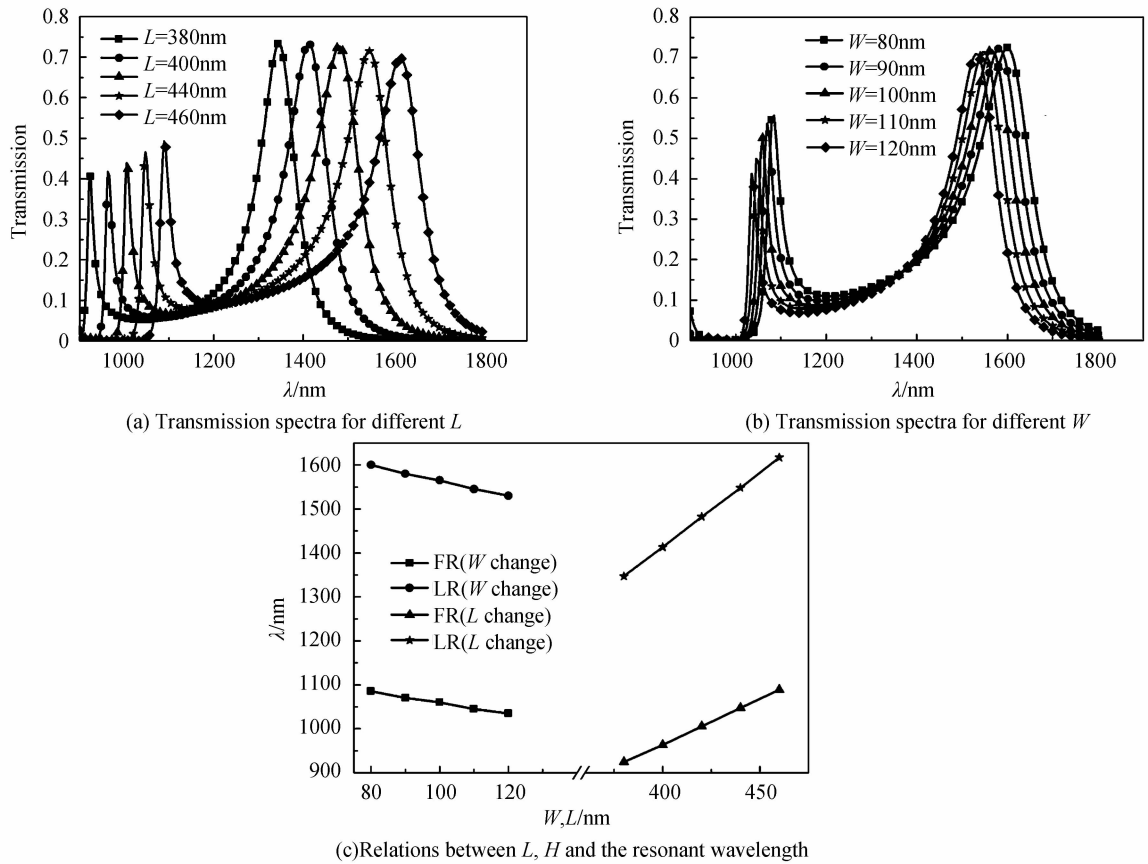 0.8
0.7
0.6
0.5
0.4
0.3
0.2
0.1
0
Transmission
L=380nm
L=400nm
L=440nm
L=460nm
1000 1200 1400 1600 1800
λ/nm
(a) Transmission spectra for different L
0.8
0.7
0.6
0.5
0.4
0.3
0.2
0.1
0
Transmission
W=80nm
W=90nm
W=100nm
W=110nm
W=120nm
1000 1200 1400 1600 1800
λ/nm
(b) Transmission spectra for different W
1600
1500
1400
1300
1200
1100
1000
900
λ/nm
FR(W change)
LR(W change)
FR(L change)
LR(L change)
80 100 120 400 450
W,L/nm
(c)Relations between L, H and the resonant wavelength